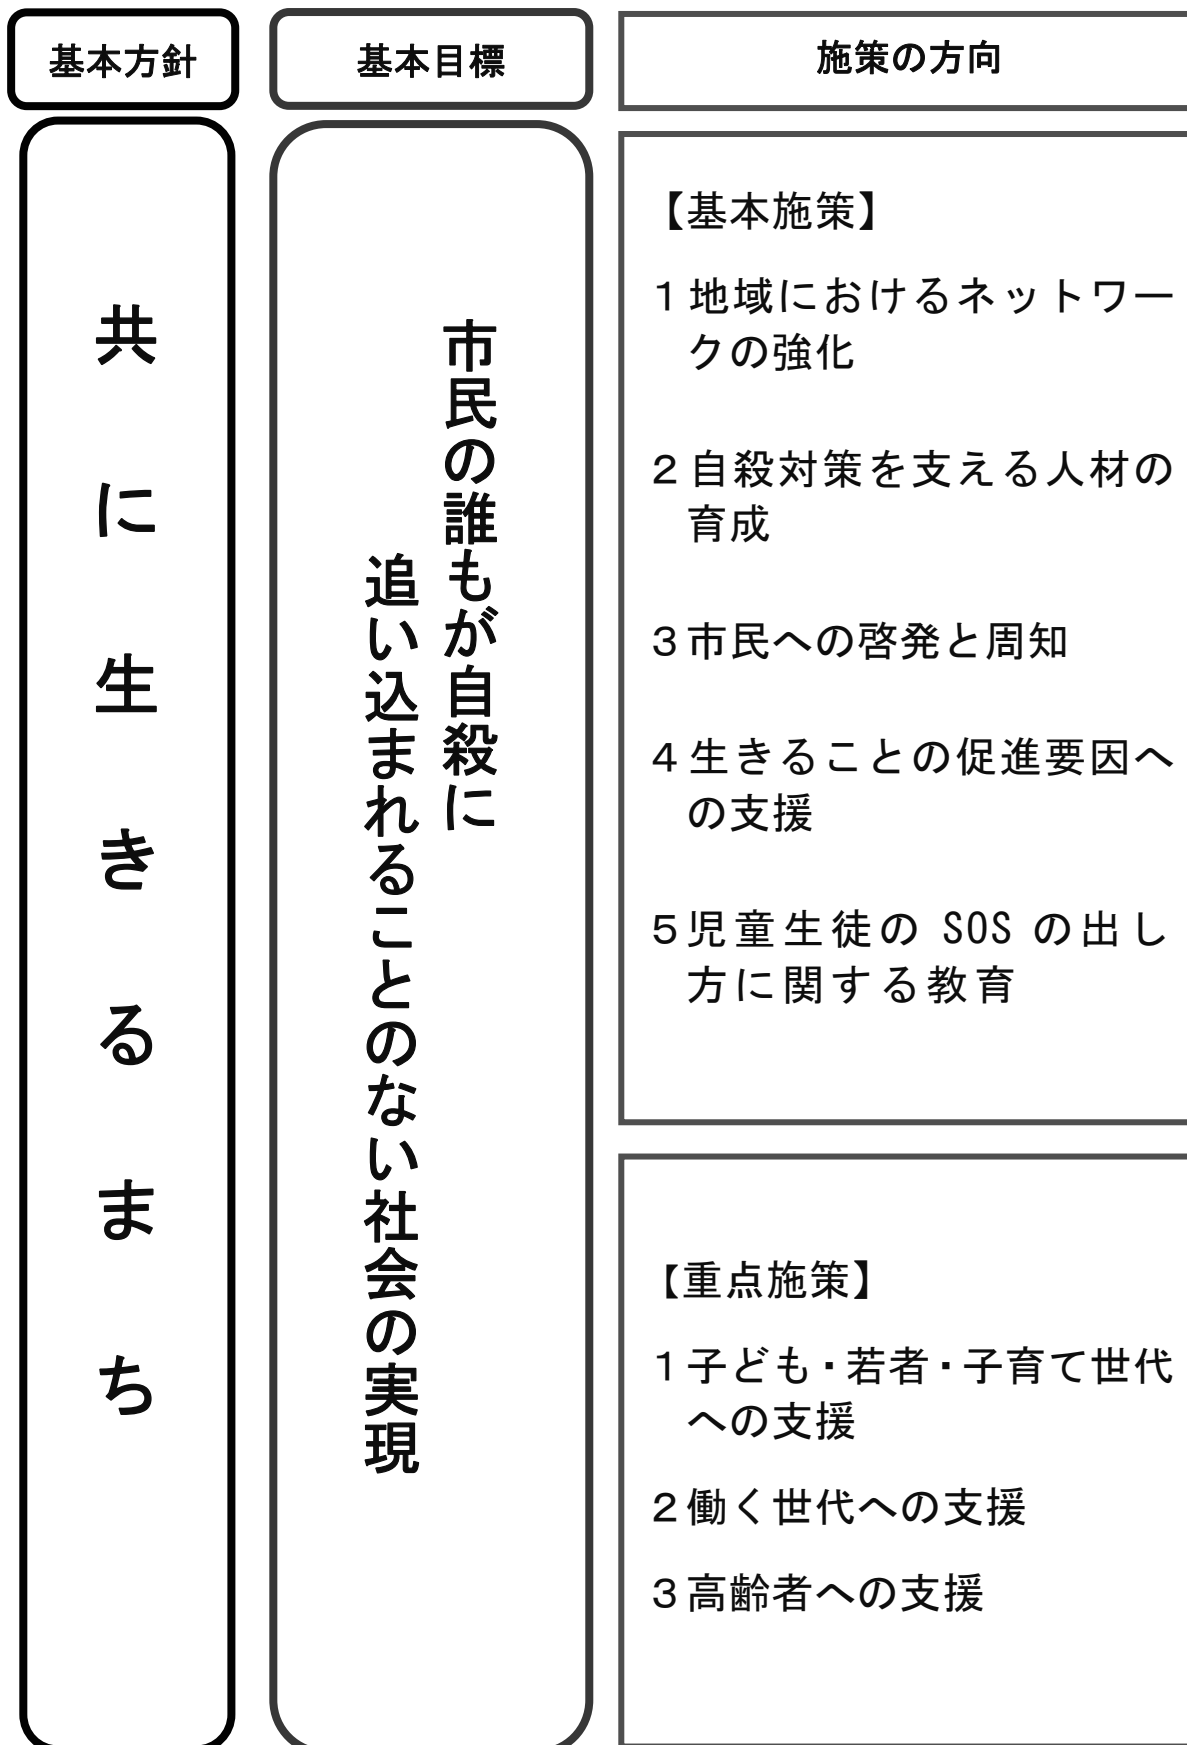 基本方針
基本目標
施策の方向
共に生きるまち
市民の誰もが自殺に
追い込まれることのない社会の実現
【基本施策】
1 地域におけるネットワー
クの強化
2 自殺対策を支える人材の
育成
3 市民への啓発と周知
4 生きることの促進要因へ
の支援
5 児童生徒の SOS の出し
方に関する教育
【重点施策】
1 子ども・若者・子育て世代
への支援
2 働く世代への支援
3 高齢者への支援